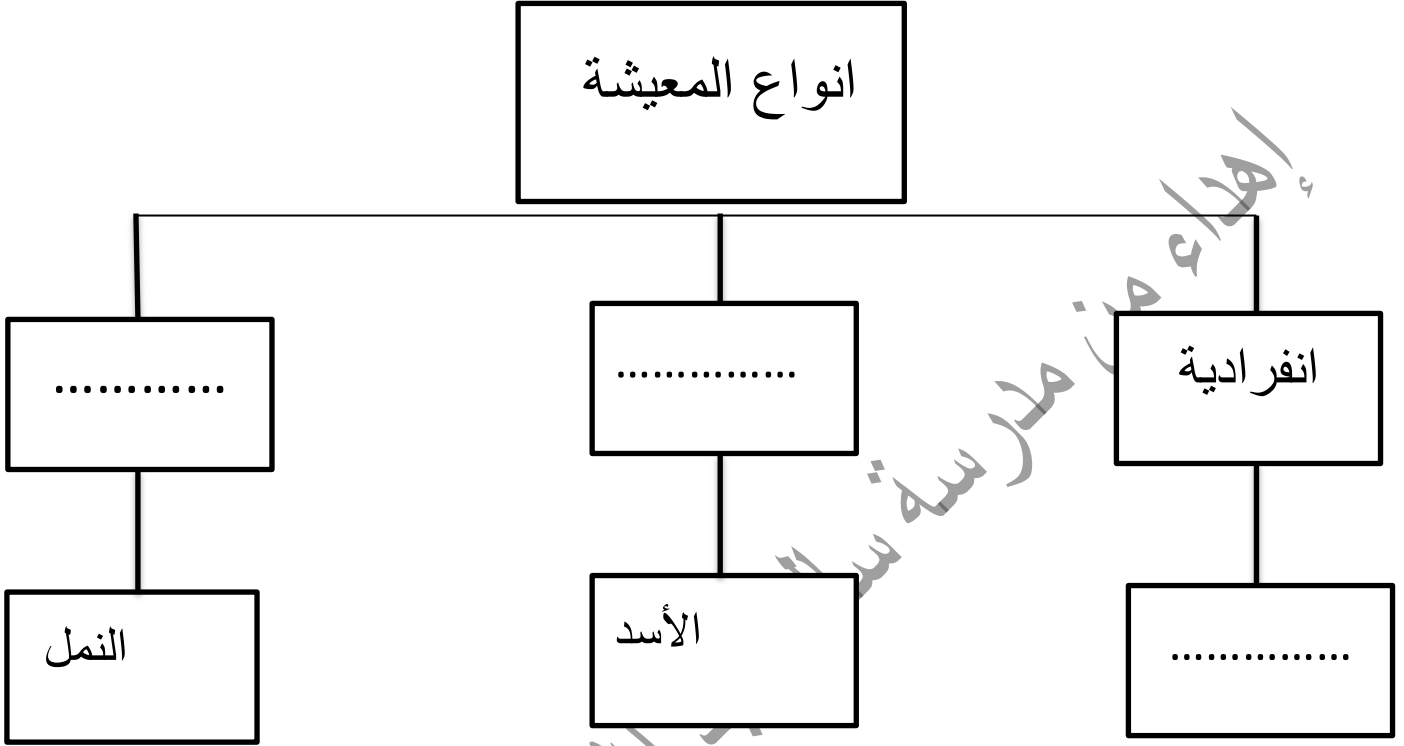 انواع المعيشة
انفرادية
...............
............
...............
الأسد
النمل
إهداء من مدرسة